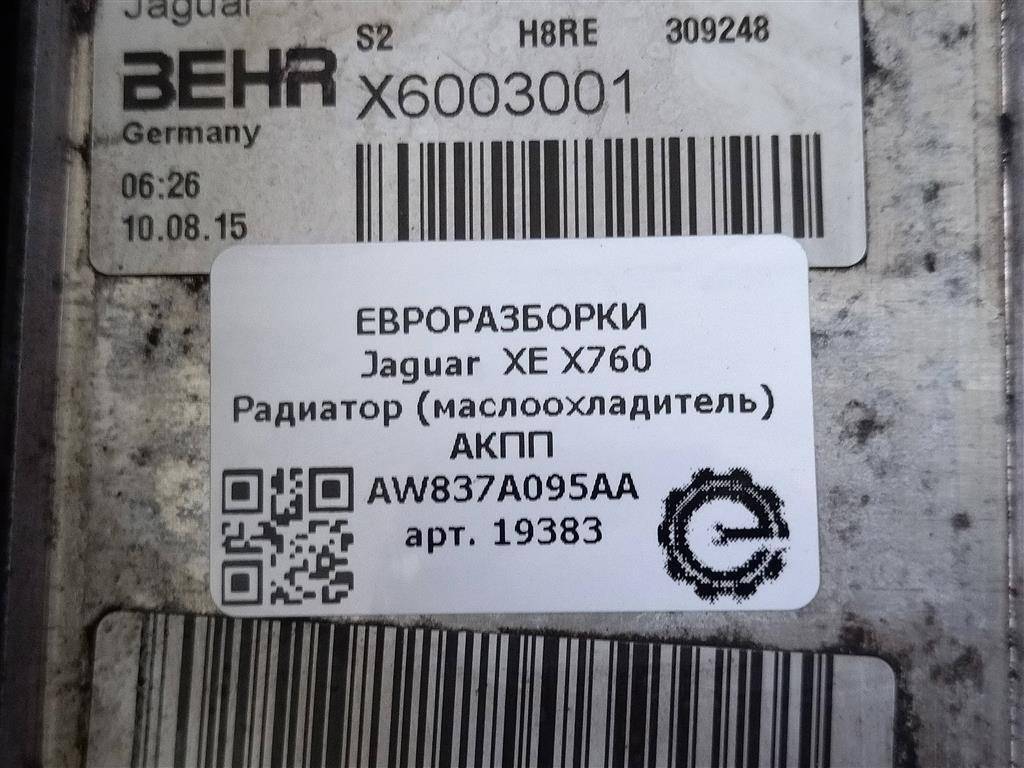 Jaguar
S2 H8RE 309248
BEHR X6003001
Germany
06:26
10.08.15
ЕВРОРАЗБОРКИ
Jaguar XE X760
Радиатор (маслоохладитель)
АКПП
AW837A095AA
арт. 19383